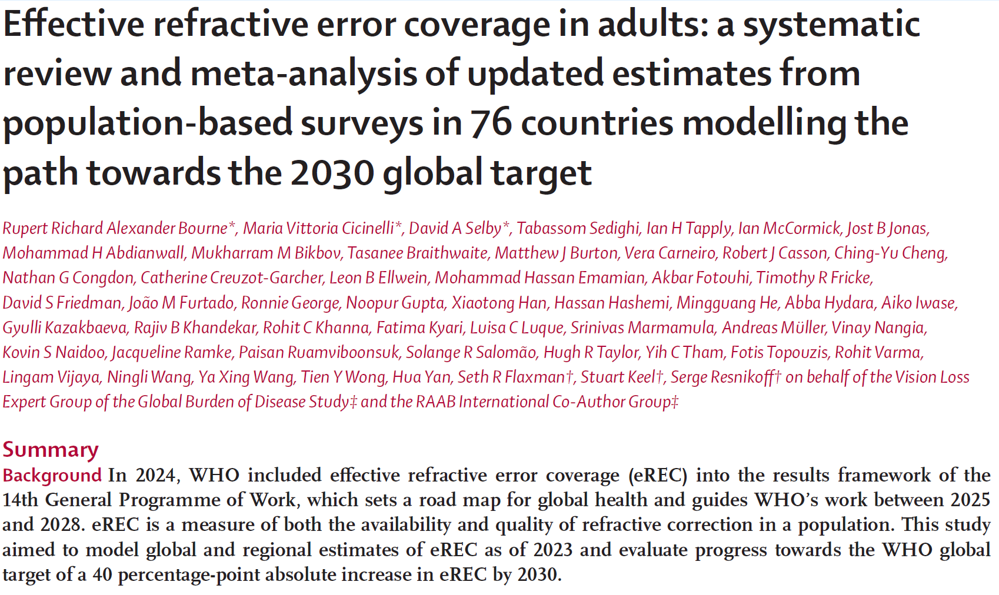 Effective refractive error coverage in adults: a systematic
review and meta-analysis of updated estimates from
population-based surveys in 76 countries modelling the
path towards the 2030 global target
Rupert Richard Alexander Bourne*, Maria Vittoria Cicinelli*, David A Selby*, Tabassom Sedighi, Ian H Tapply, Ian McCormick, Jost B Jonas,
Mohammad H Abdianwall, Mukharram M Bikbov, Tasanee Braithwaite, Matthew J Burton, Vera Carneiro, Robert J Casson, Ching-Yu Cheng,
Nathan G Congdon, Catherine Creuzot-Garcher, Leon B Ellwein, Mohammad Hassan Emamian, Akbar Fotouhi, Timothy R Fricke,
David S Friedman, João M Furtado, Ronnie George, Noopur Gupta, Xiaotong Han, Hassan Hashemi, Mingguang He, Abba Hydara, Aiko Iwase,
Gyulli Kazakbaeva, Rajiv B Khandekar, Rohit C Khanna, Fatima Kyari, Luisa C Luque, Srinivas Marmamula, Andreas Müller, Vinay Nangia,
Kovin S Naidoo, Jacqueline Ramke, Paisan Ruamviboonsuk, Solange R Salomão, Hugh R Taylor, Yih C Tham, Fotis Topouzis, Rohit Varma,
Lingam Vijaya, Ningli Wang, Ya Xing Wang, Tien Y Wong, Hua Yan, Seth R Flaxman†, Stuart Keel†, Serge Resnikoff† on behalf of the Vision Loss
Expert Group of the Global Burden of Disease Study‡ and the RAAB International Co-Author Group‡
Summary
Background In 2024, WHO included effective refractive error coverage (eREC) into the results framework of the
14th General Programme of Work, which sets a road map for global health and guides WHO’s work between 2025
and 2028. eREC is a measure of both the availability and quality of refractive correction in a population. This study
aimed to model global and regional estimates of eREC as of 2023 and evaluate progress towards the WHO global
target of a 40 percentage-point absolute increase in eREC by 2030.